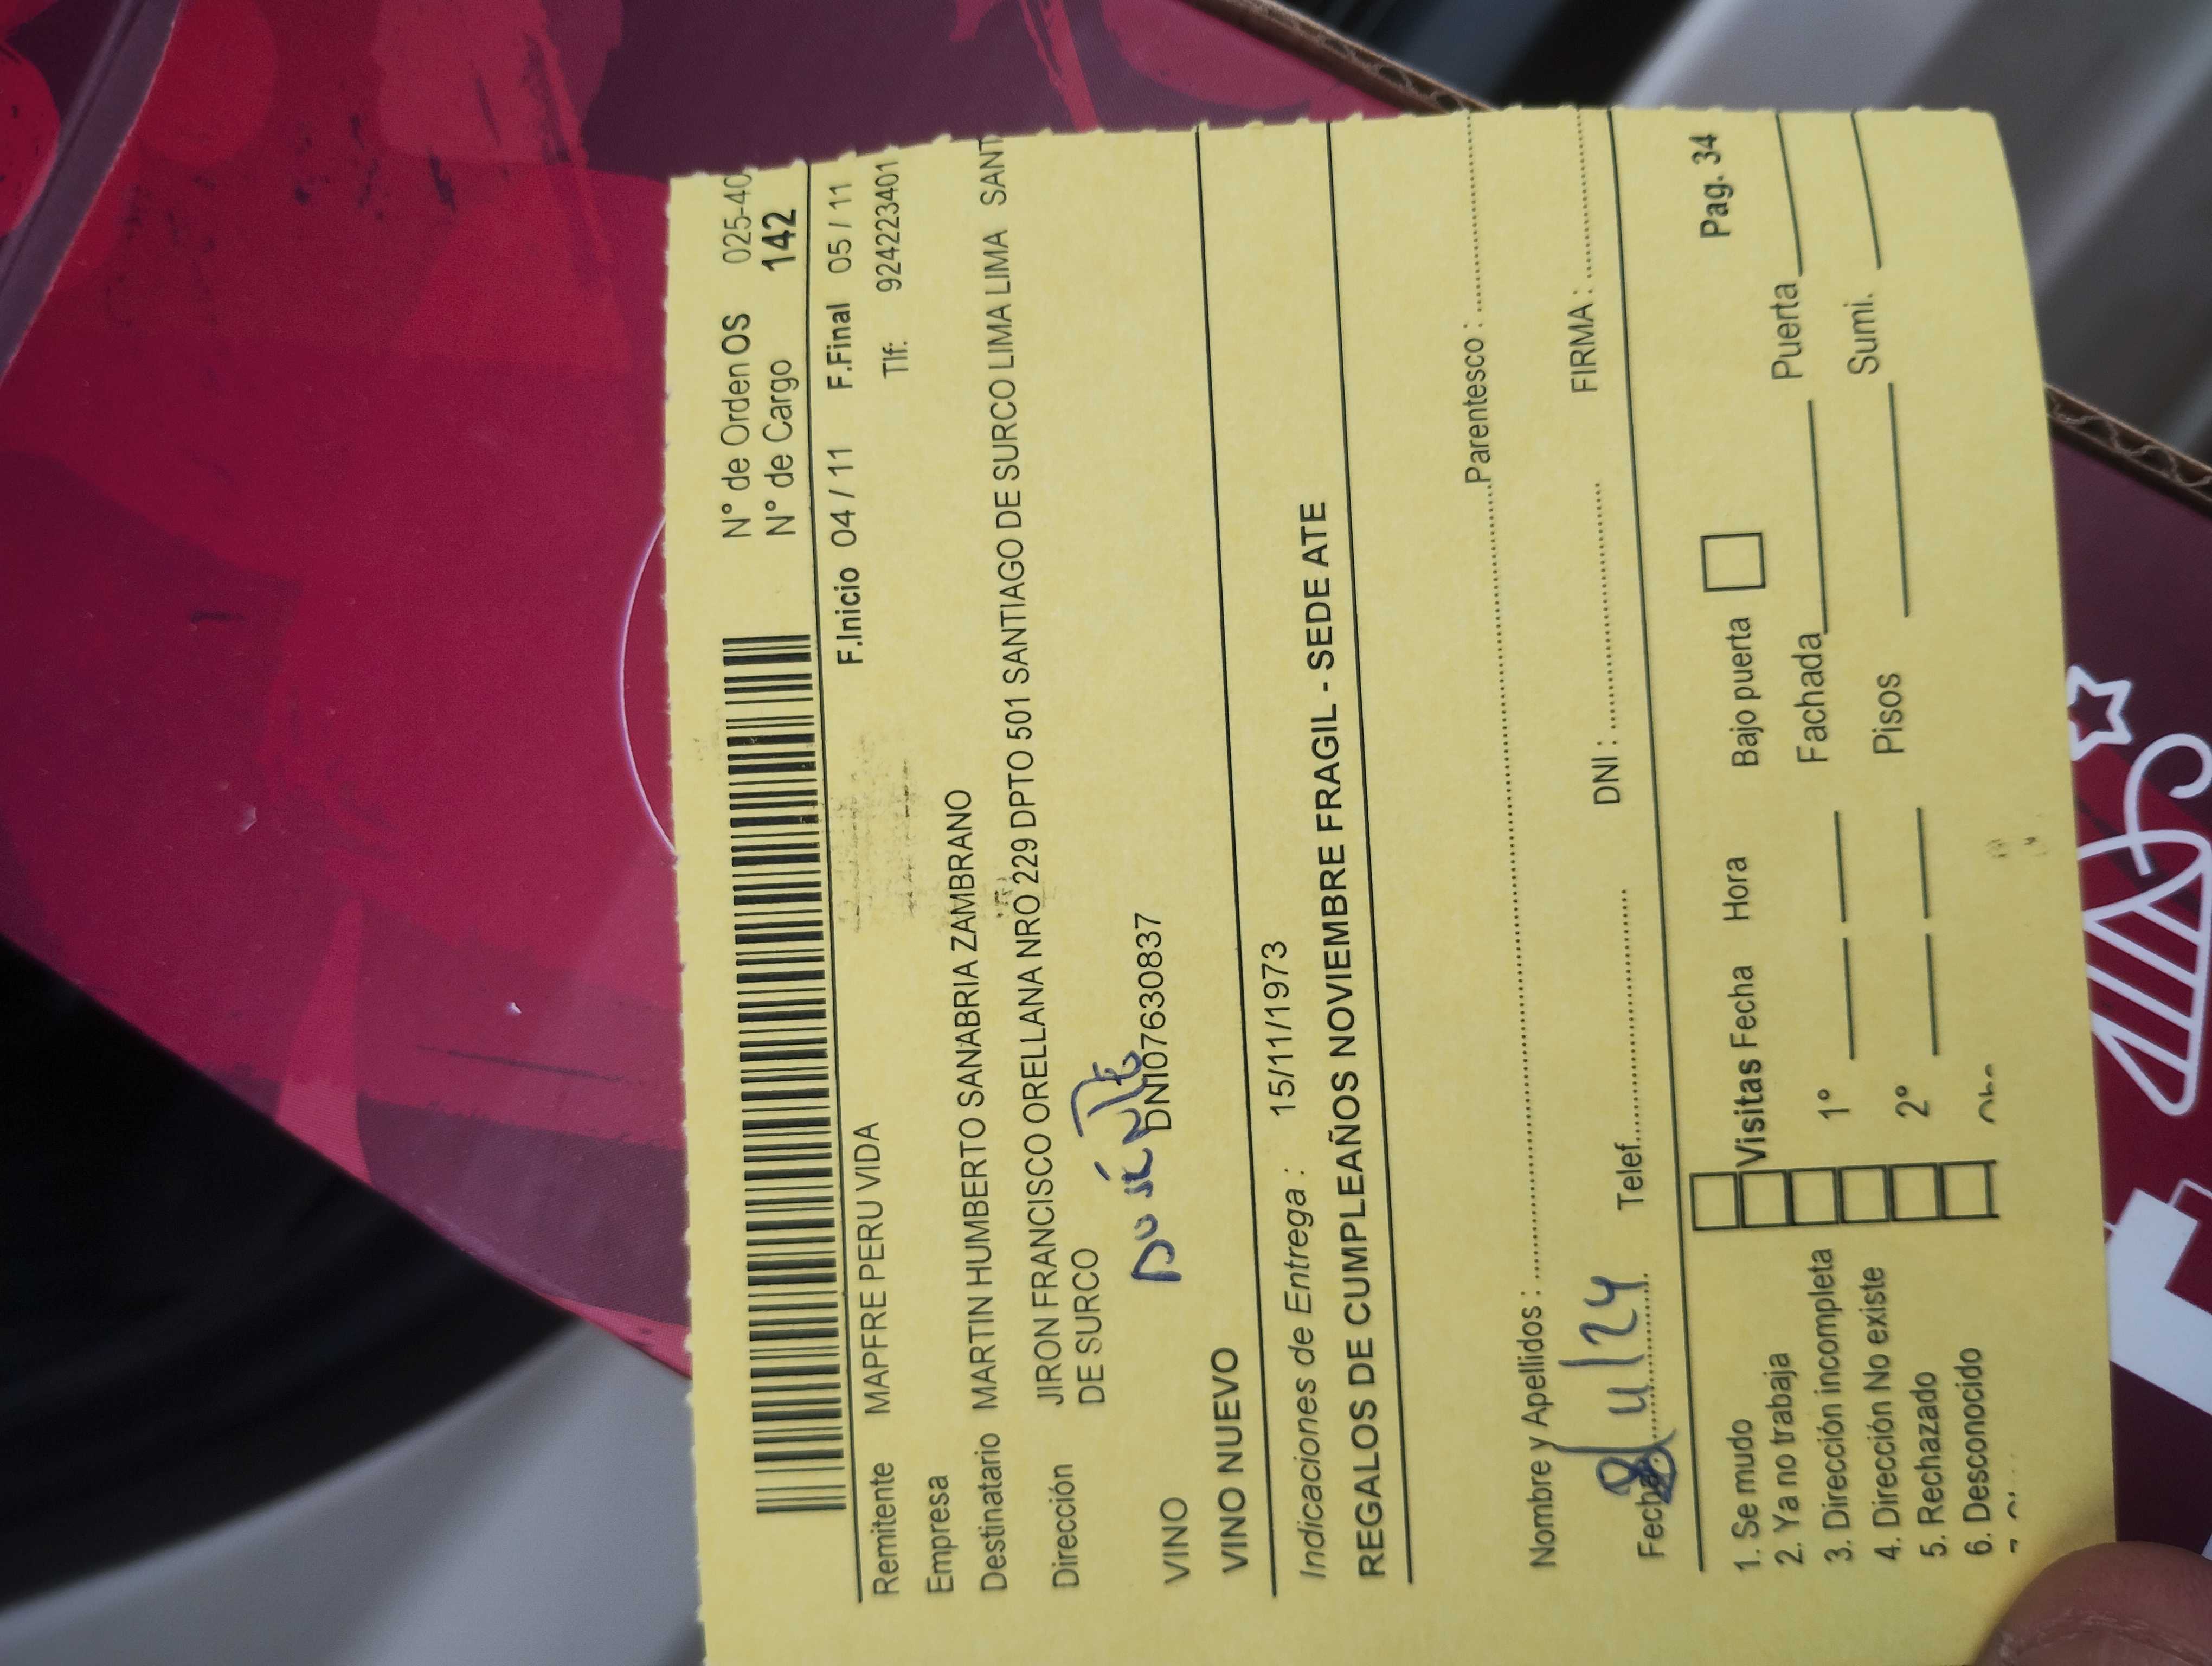 N° de Orden OS 025-40
N° de Cargo 142
F.Inicio 04 / 11 F.Final 05 / 11
Remitente MAPFRE PERU VIDA Tlf: 924223401
Empresa
Destinatario MARTIN HUMBERTO SANABRIA ZAMBRANO
Dirección JIRON FRANCISCO ORELLANA NRO 229 DPTO 501 SANTIAGO DE SURCO LIMA LIMA SANT
DE SURCO
VINO DNI07630837
VINO NUEVO
Indicaciones de Entrega : 15/11/1973
REGALOS DE CUMPLEAÑOS NOVIEMBRE FRAGIL - SEDE ATE
Nombre y Apellidos : Parentesco :
Fecha Telef. DNI : FIRMA :
1. Se mudo Visitas Fecha Hora Bajo puerta Pag. 34
2. Ya no trabaja
3. Dirección incompleta 1° Fachada Puerta
4. Dirección No existe
5. Rechazado 2° Pisos Sumi.
6. Desconocido